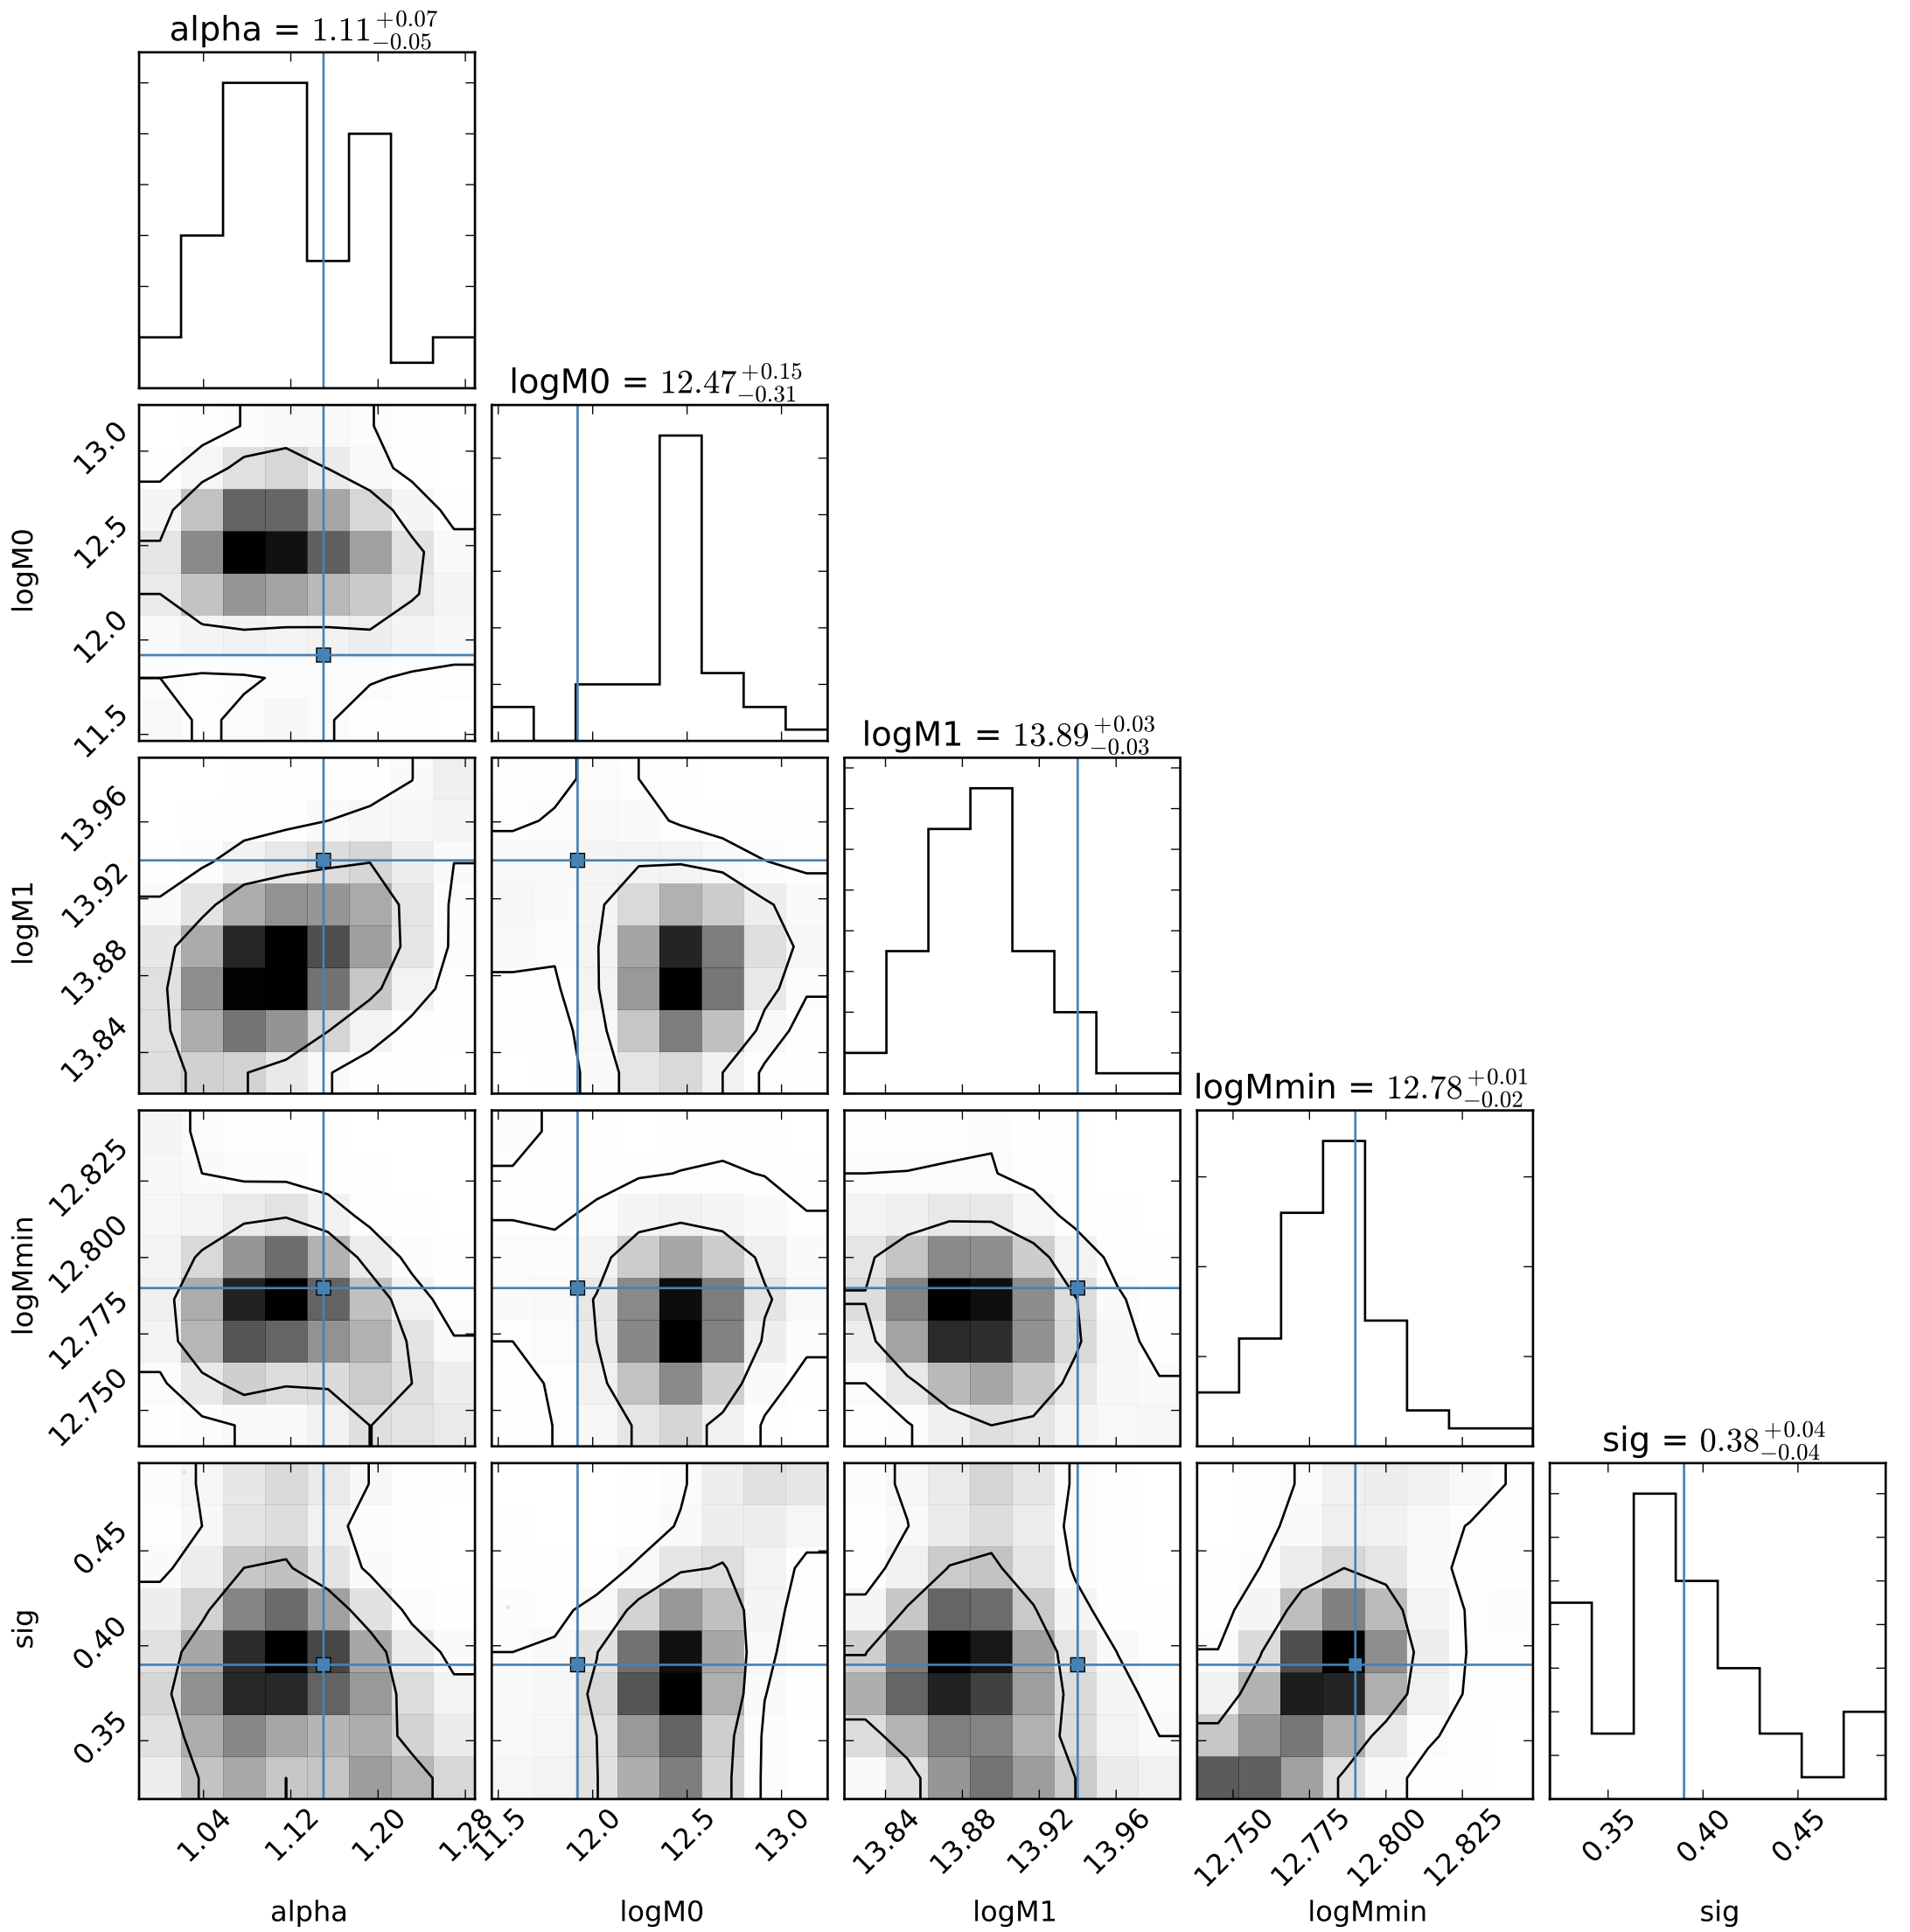 alpha = 1.11 +0.07 −0.05
logM0 = 12.47 +0.15 −0.31
13.0
12.5
12.0
11.5
logM0
logM1 = 13.89 +0.03 −0.03
13.96
13.92
13.88
13.84
logM1
logMmin = 12.78 +0.01 −0.02
12.825
12.800
12.775
12.750
logMmin
sig = 0.38 +0.04 −0.04
0.45
0.40
0.35
sig
1.04 1.12 1.20 1.28 11.5 12.0 12.5 13.0 13.84 13.88 13.92 13.96 12.750 12.775 12.800 12.825 0.35 0.40 0.45
alpha logM0 logM1 logMmin sig